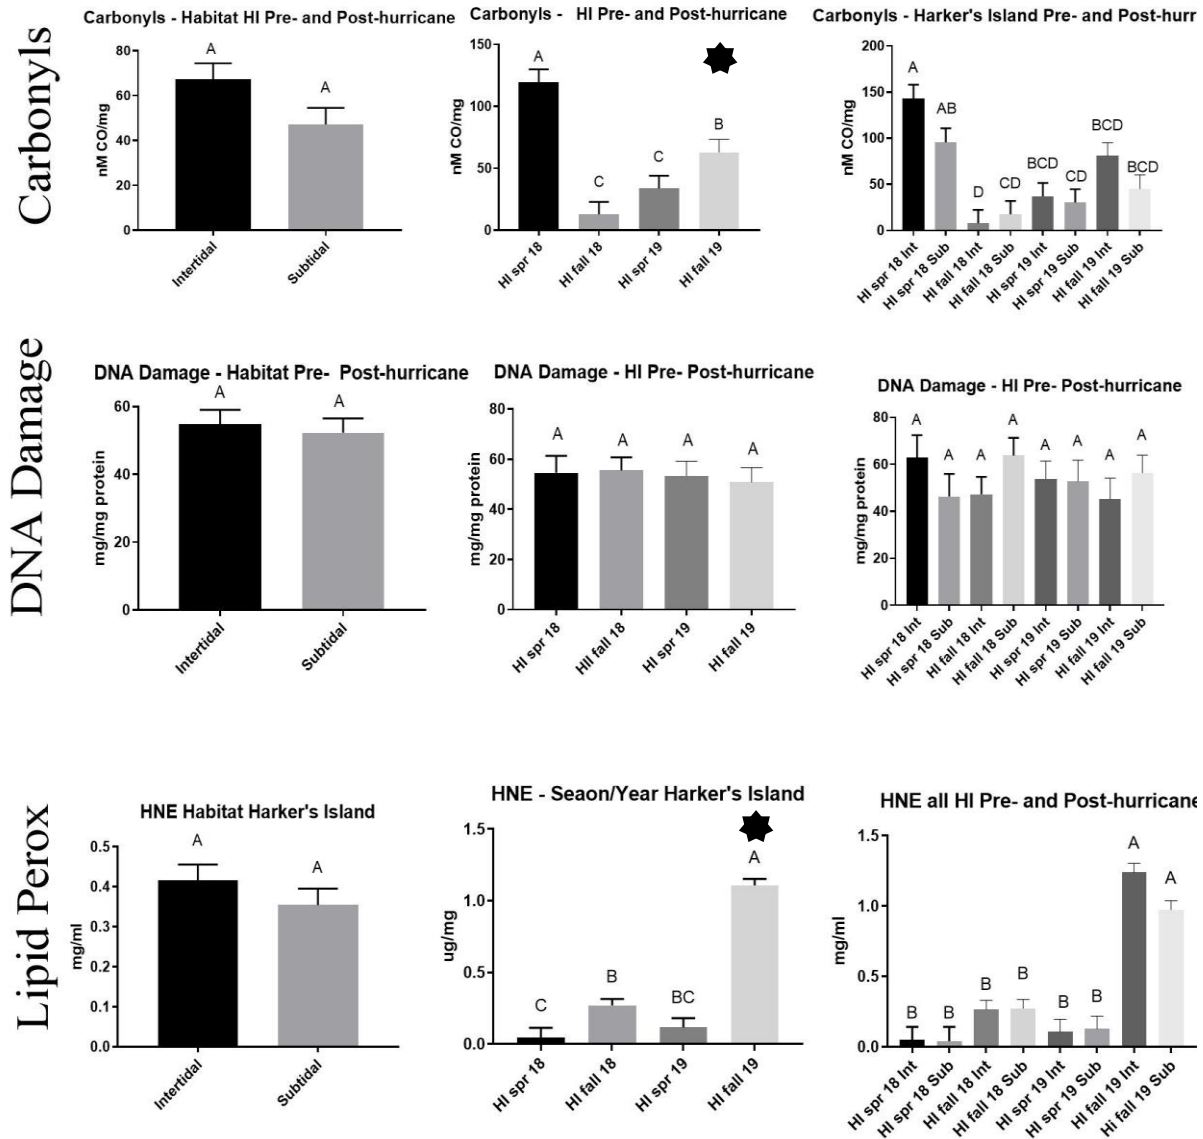 Carbonyls
Carbonyls - Habitat HI Pre- and Post-hurricane
nM CO/mg
80
60
40
20
0
A
A
Intertidal
Subtidal
Carbonyls - HI Pre- and Post-hurricane
nM CO/mg
150
100
50
0
A
C
C
B
HI spr 18
HI fall 18
HI spr 19
HI fall 19
Carbonyls - Harker's Island Pre- and Post-hurr
nM CO/mg
200
150
100
50
0
A
AB
D
CD
BCD
CD
BCD
BCD
HI spr 18 Int
HI spr 18 Sub
HI fall 18 Int
HI fall 18 Sub
HI spr 19 Int
HI spr 19 Sub
HI fall 19 Int
HI fall 19 Sub
DNA Damage
DNA Damage - Habitat Pre- Post-hurricane
mg/mg protein
60
40
20
0
A
A
Intertidal
Subtidal
DNA Damage - HI Pre- Post-hurricane
mg/mg protein
80
60
40
20
0
A
A
A
A
HI spr 18
HII fall 18
HI spr 19
HI fall 19
DNA Damage - HI Pre- Post-hurricane
mg/mg protein
80
60
40
20
0
A
A
A
A
A
A
A
A
HI spr 18 Int
HI spr 18 Sub
HI fall 18 Int
HI fall 18 Sub
HI spr 19 Int
HI spr 19 Sub
HI fall 19 Int
HI fall 19 Sub
Lipid Perox
HNE Habitat Harker's Island
mg/ml
0.5
0.4
0.3
0.2
0.1
0.0
A
A
Intertidal
Subtidal
HNE - Seaon/Year Harker's Island
ug/mg
1.5
1.0
0.5
0.0
C
B
BC
A
HI spr 18
HI fall 18
HI spr 19
HI fall 19
HNE all HI Pre- and Post-hurricane
mg/ml
1.5
1.0
0.5
0.0
B
B
B
B
B
B
A
A
HI spr 18 Int
HI spr 18 Sub
HI fall 18 Int
HI fall 18 Sub
HI spr 19 Int
HI spr 19 Sub
HI fall 19 Int
Hi fall 19 Sub